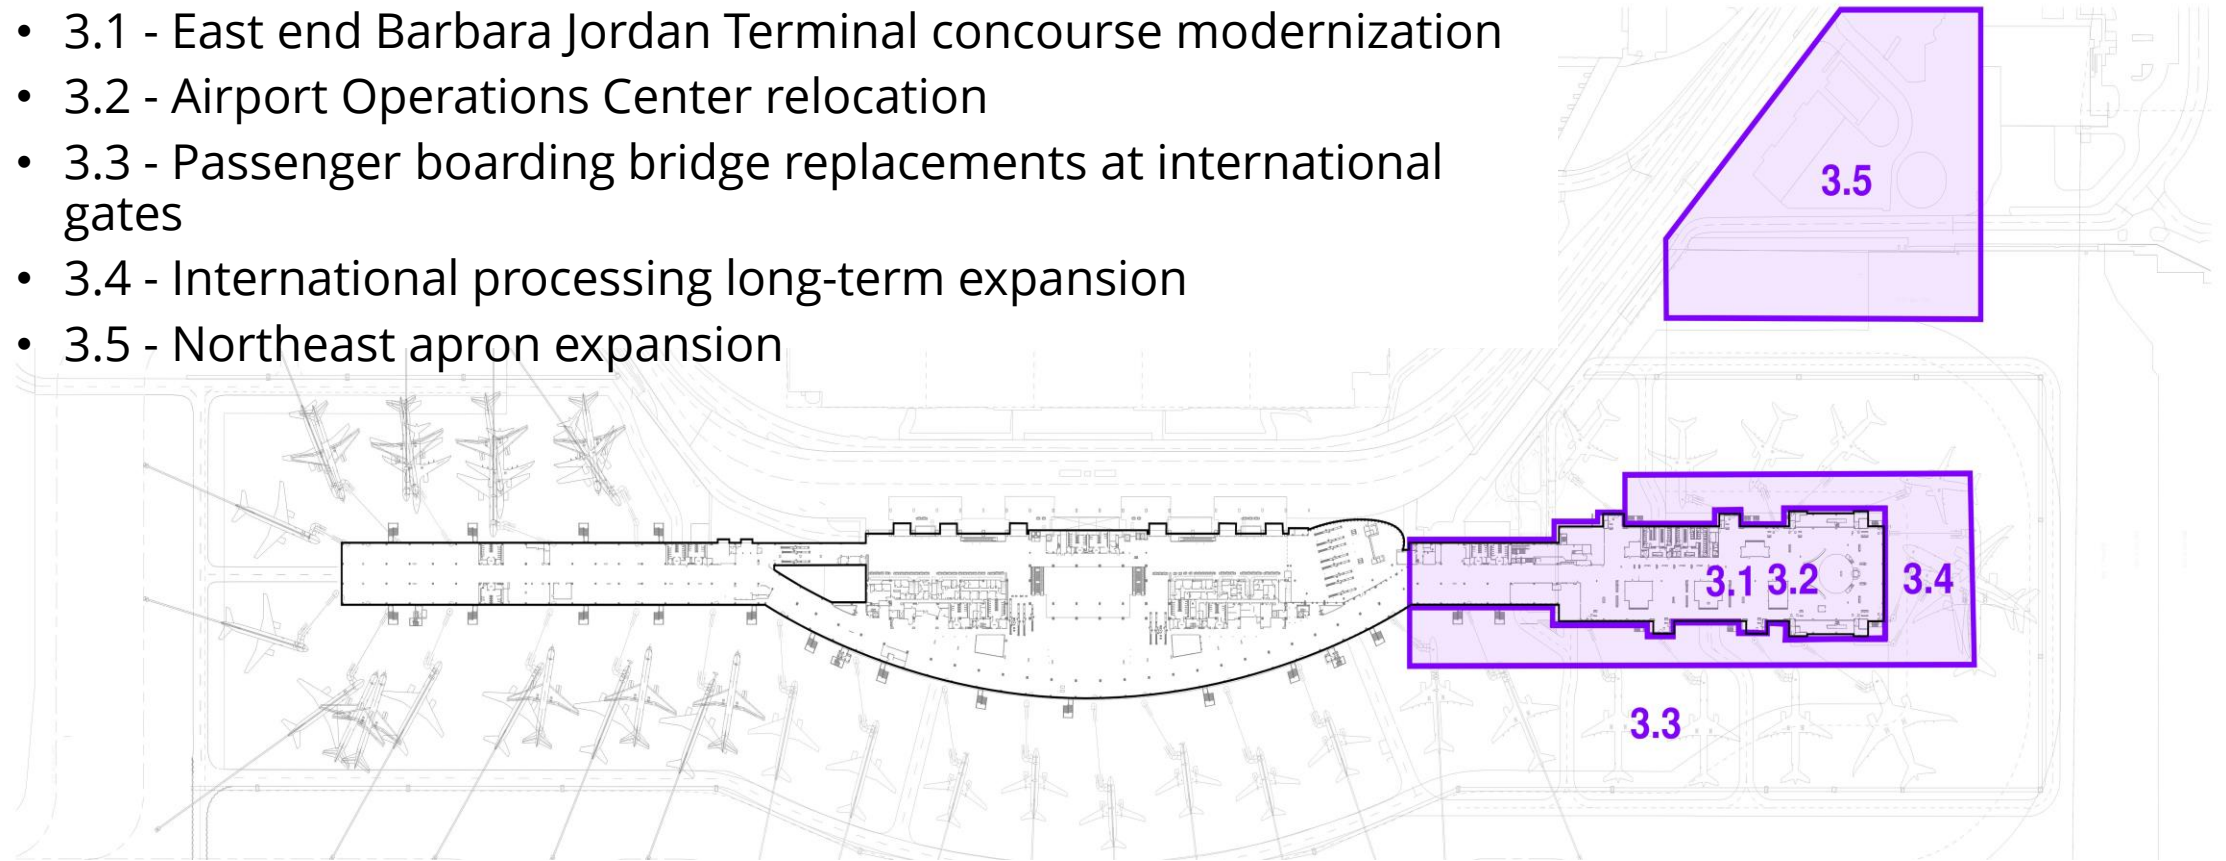 • 3.1 - East end Barbara Jordan Terminal concourse modernization
• 3.2 - Airport Operations Center relocation
• 3.3 - Passenger boarding bridge replacements at international
gates
• 3.4 - International processing long-term expansion
• 3.5 - Northeast apron expansion
3.5
3.1 3.2 3.4
3.3